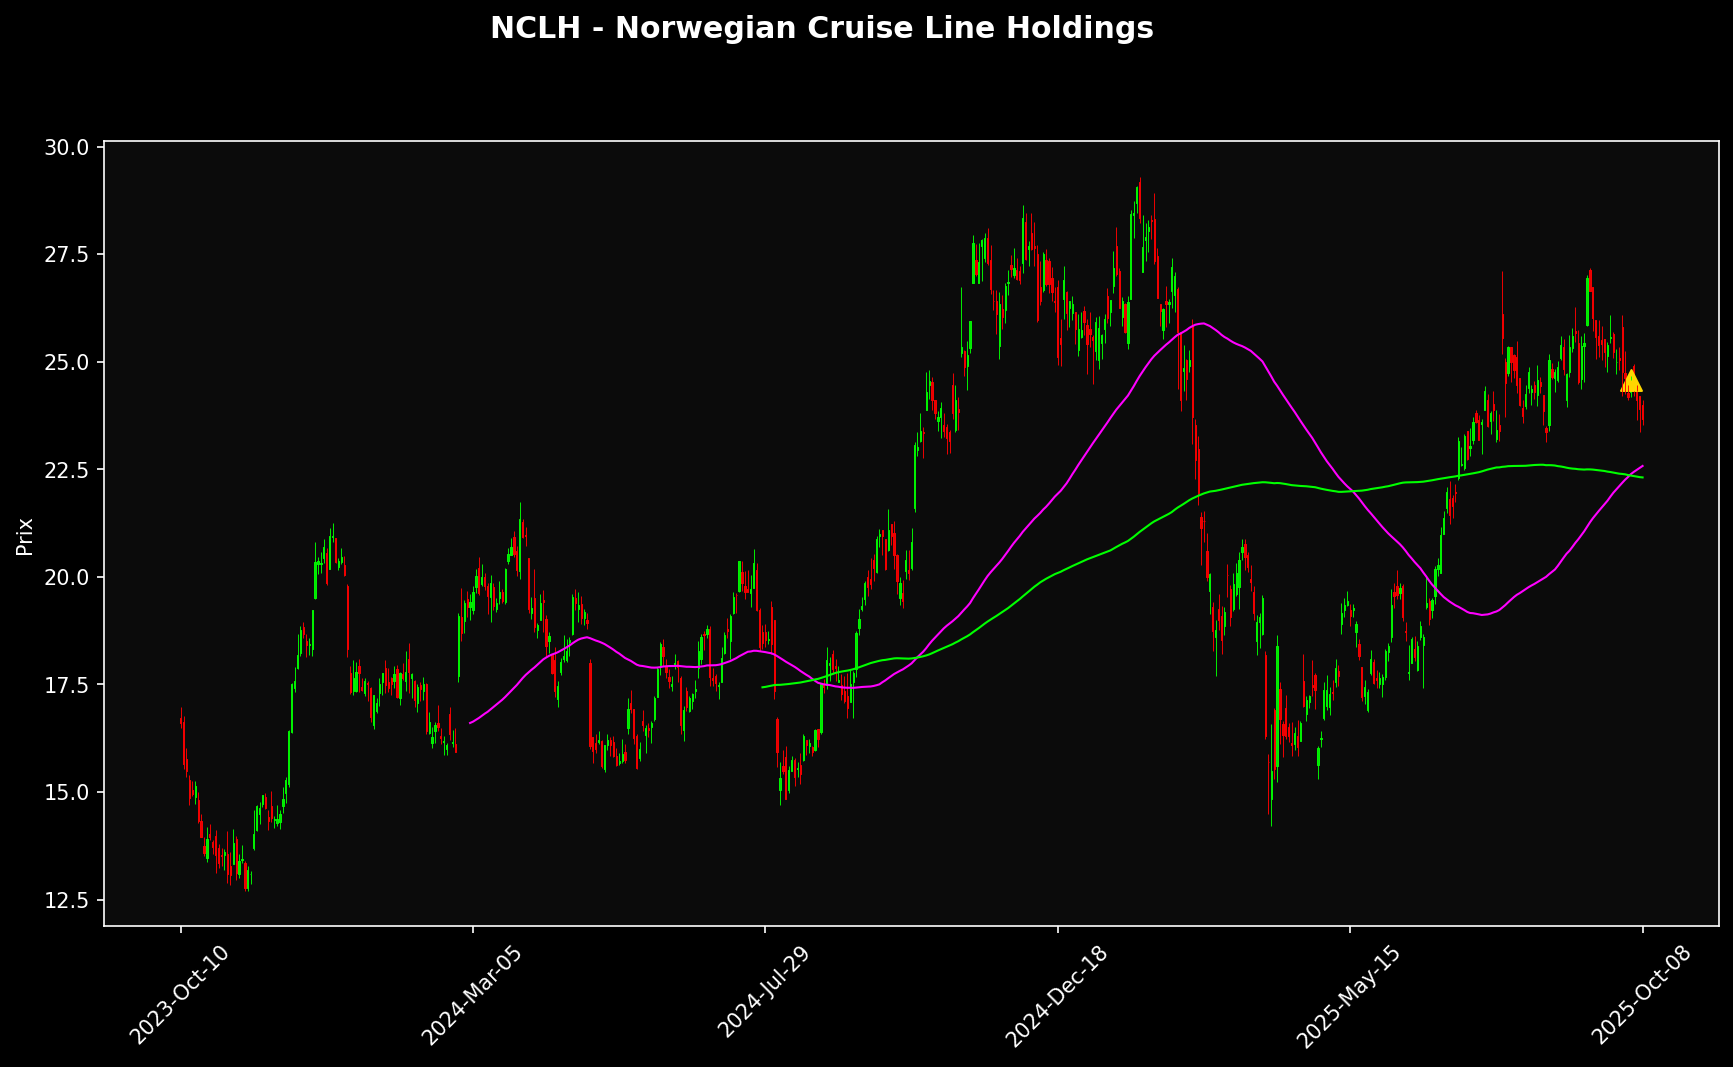 NCLH - Norwegian Cruise Line Holdings
30.0
27.5
25.0
22.5
20.0
17.5
15.0
12.5
Prix
2023-Oct-10
2024-Mar-05
2024-Jul-29
2024-Dec-18
2025-May-15
2025-Oct-08